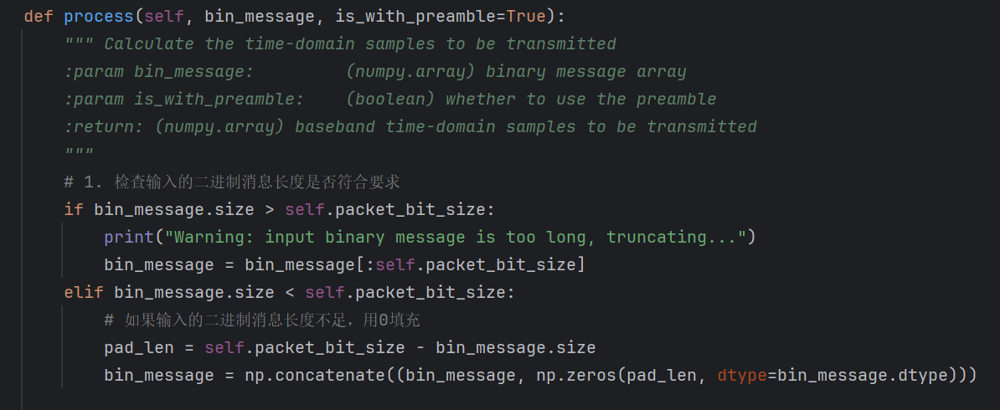 def process(self, bin_message, is_with_preamble=True):
""" Calculate the time-domain samples to be transmitted
:param bin_message:         (numpy.array) binary message array
:param is_with_preamble:    (boolean) whether to use the preamble
:return: (numpy.array) baseband time-domain samples to be transmitted
"""
# 1. 检查输入的二进制消息长度是否符合要求
if bin_message.size > self.packet_bit_size:
print("Warning: input binary message is too long, truncating...")
bin_message = bin_message[:self.packet_bit_size]
elif bin_message.size < self.packet_bit_size:
# 如果输入的二进制消息长度不足，用0填充
pad_len = self.packet_bit_size - bin_message.size
bin_message = np.concatenate((bin_message, np.zeros(pad_len, dtype=bin_message.dtype)))